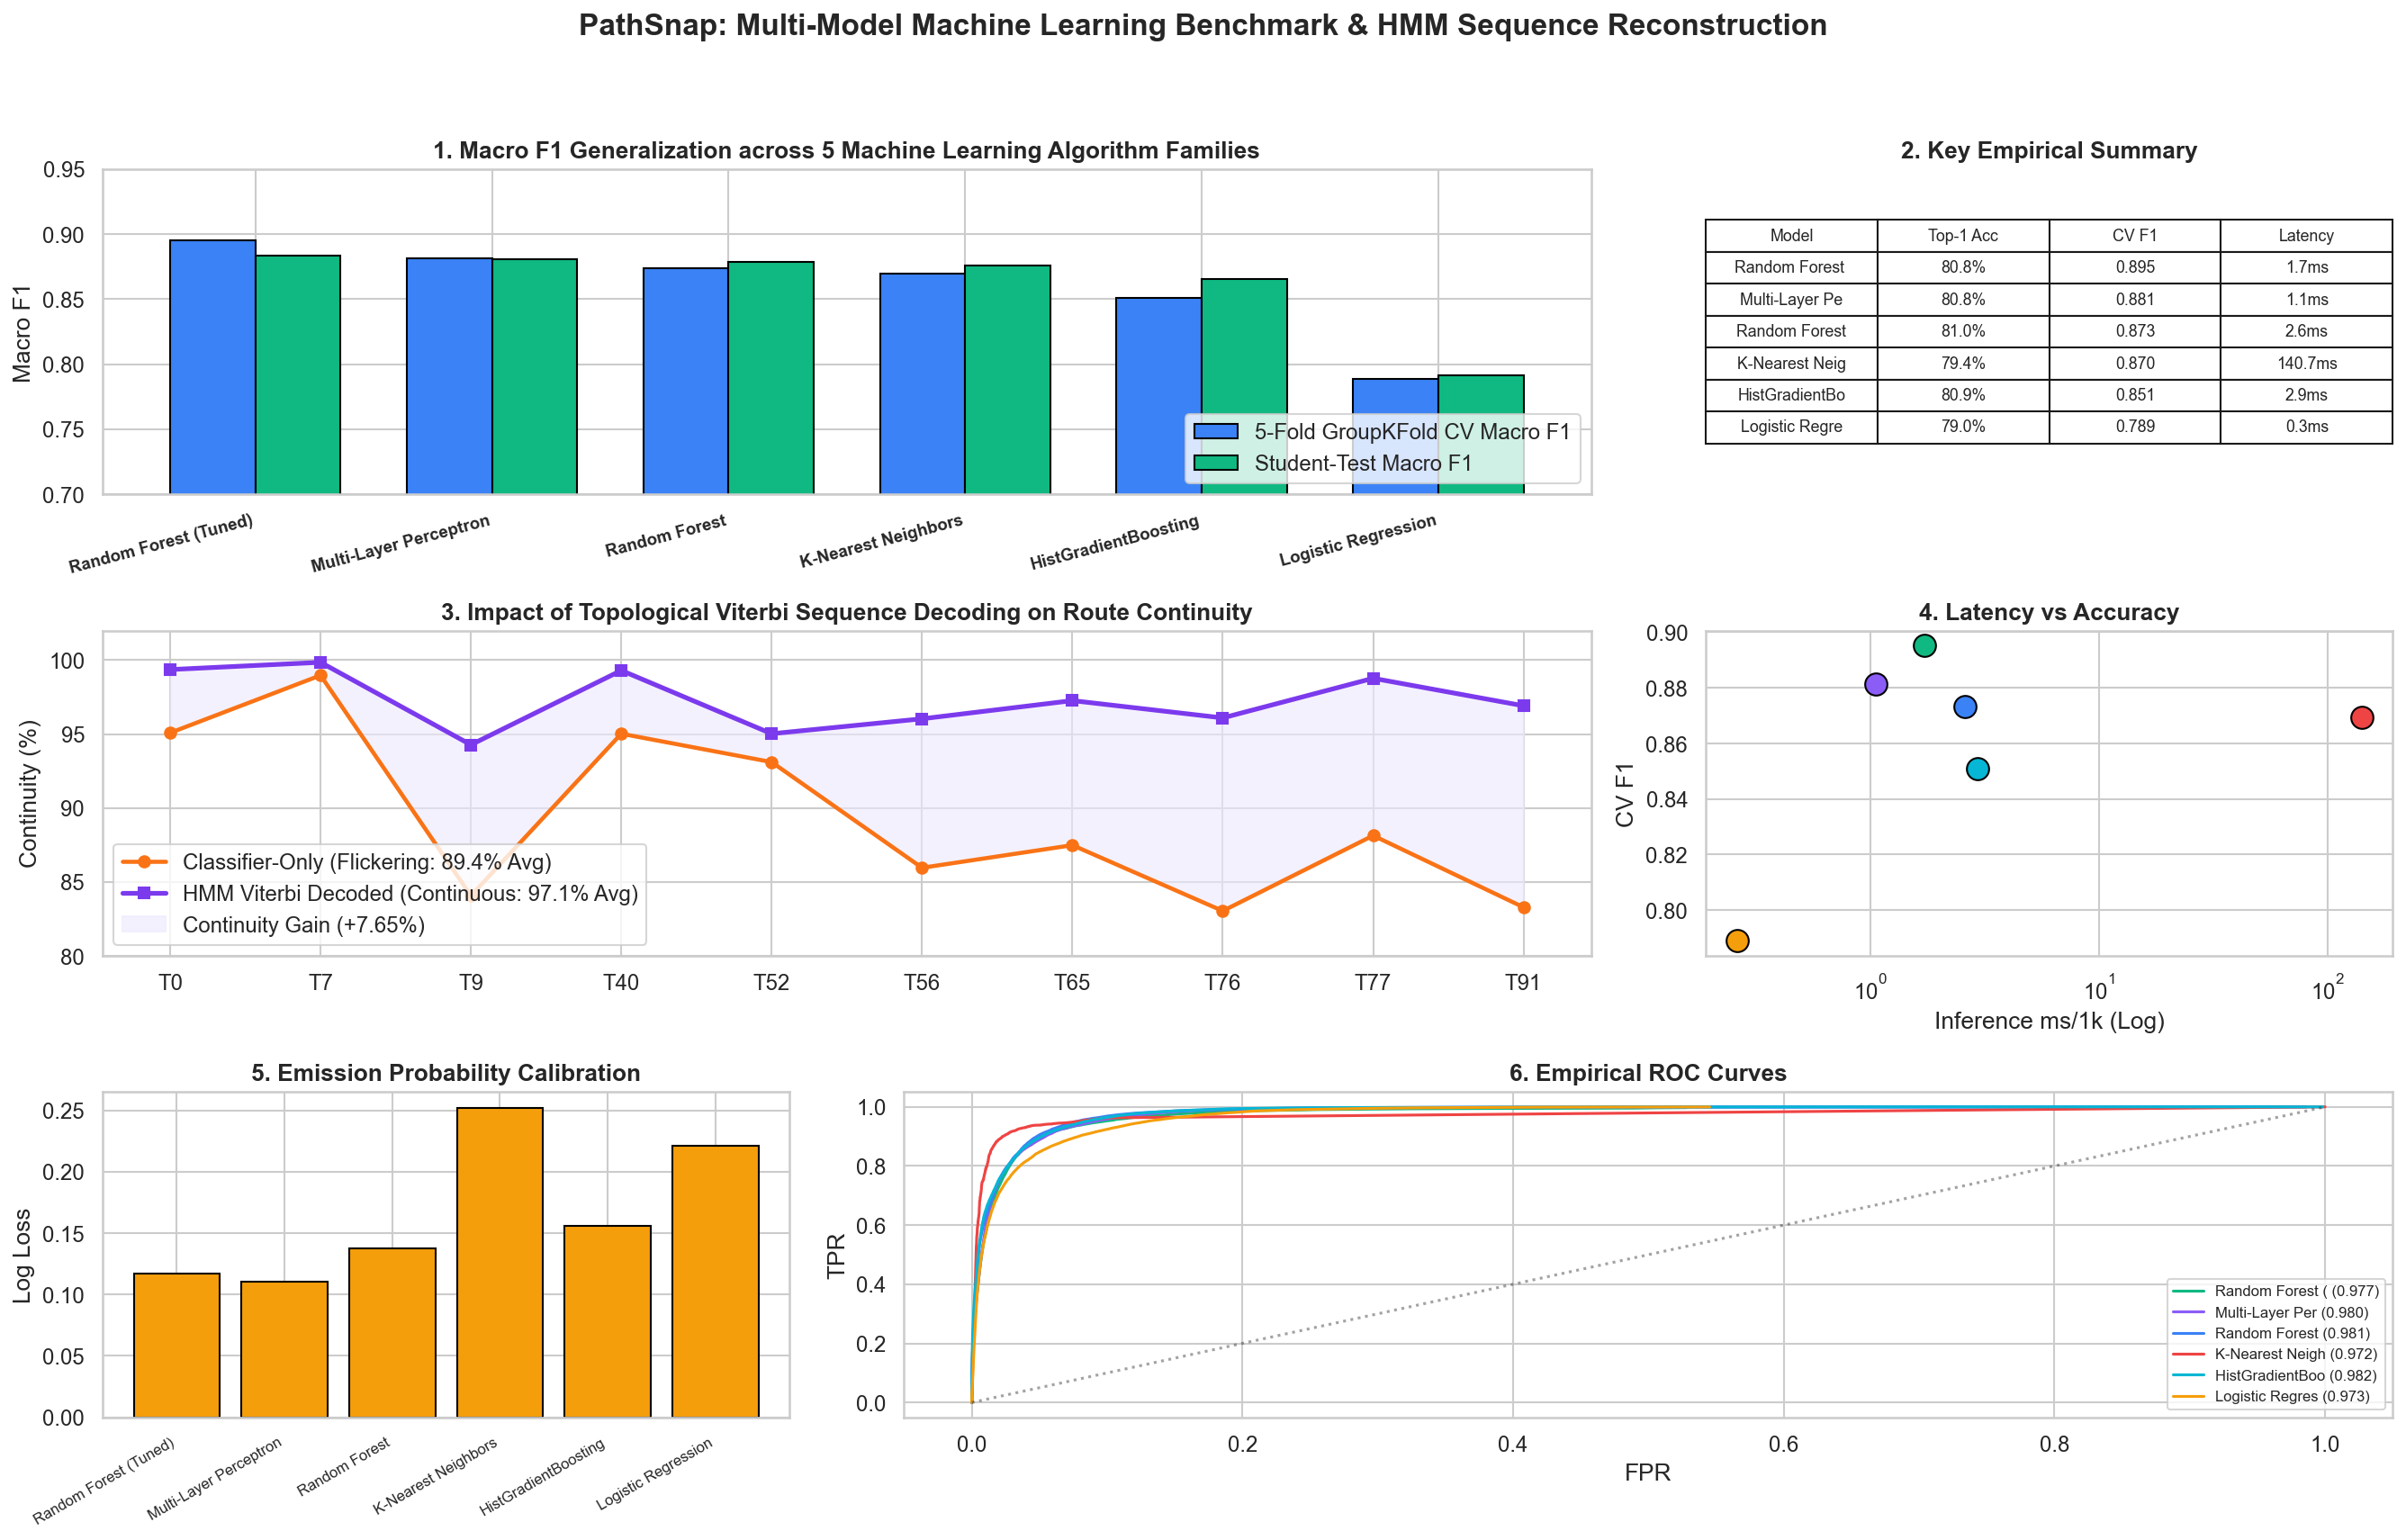 PathSnap: Multi-Model Machine Learning Benchmark & HMM Sequence Reconstruction
1. Macro F1 Generalization across 5 Machine Learning Algorithm Families
Macro F1
0.95
0.90
0.85
0.80
0.75
0.70
5-Fold GroupKFold CV Macro F1
Student-Test Macro F1
Random Forest (Tuned)
Multi-Layer Perceptron
Random Forest
K-Nearest Neighbors
HistGradientBoosting
Logistic Regression
2. Key Empirical Summary
Model Top-1 Acc CV F1 Latency
Random Forest 80.8% 0.895 1.7ms
Multi-Layer Pe 80.8% 0.881 1.1ms
Random Forest 81.0% 0.873 2.6ms
K-Nearest Neig 79.4% 0.870 140.7ms
HistGradientBo 80.9% 0.851 2.9ms
Logistic Regre 79.0% 0.789 0.3ms
3. Impact of Topological Viterbi Sequence Decoding on Route Continuity
Continuity (%)
100
95
90
85
80
Classifier-Only (Flickering: 89.4% Avg)
HMM Viterbi Decoded (Continuous: 97.1% Avg)
Continuity Gain (+7.65%)
T0 T7 T9 T40 T52 T56 T65 T76 T77 T91
4. Latency vs Accuracy
CV F1
0.90
0.88
0.86
0.84
0.82
0.80
10⁰ 10¹ 10²
Inference ms/1k (Log)
5. Emission Probability Calibration
Log Loss
0.25
0.20
0.15
0.10
0.05
0.00
Random Forest (Tuned)
Multi-Layer Perceptron
Random Forest
K-Nearest Neighbors
HistGradientBoosting
Logistic Regression
6. Empirical ROC Curves
TPR
1.0
0.8
0.6
0.4
0.2
0.0
Random Forest ( (0.977)
Multi-Layer Per (0.980)
Random Forest (0.981)
K-Nearest Neigh (0.972)
HistGradientBoo (0.982)
Logistic Regres (0.973)
0.0 0.2 0.4 0.6 0.8 1.0
FPR